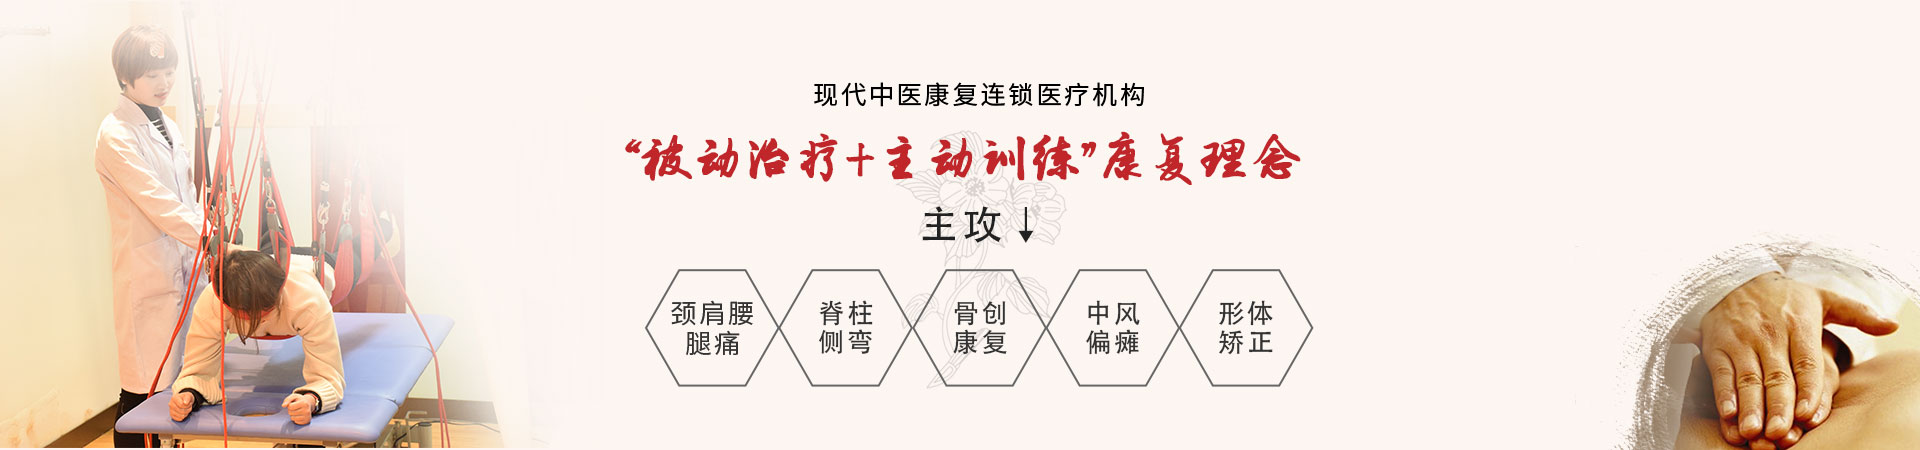 现代中医康复连锁医疗机构
“被动治疗+主动训练”康复理念
主攻↓
颈肩腰
腿痛
脊柱
侧弯
骨创
康复
中风
偏瘫
形体
矫正